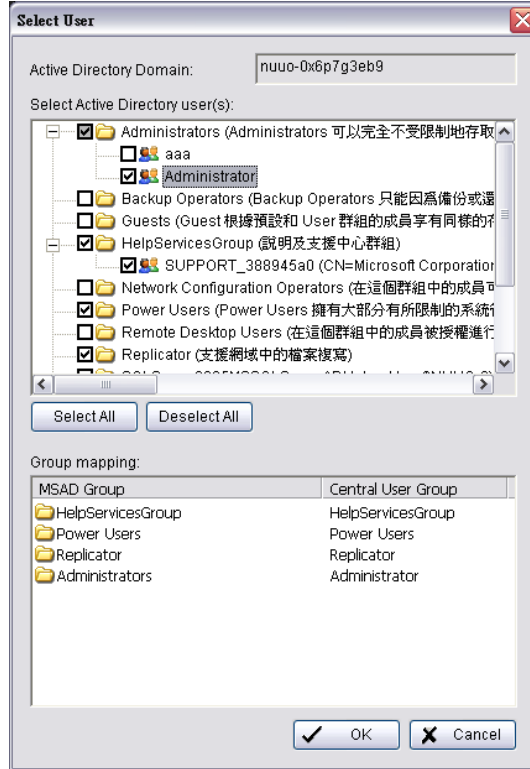 Select User
Active Directory Domain: nuuo-0x6p7g3eb9
Select Active Directory user(s):
Administrators (Administrators 可以完全不受限制地存取
aaa
Administrator
Backup Operators (Backup Operators 只能因為備份或還
Guests (Guest 根據預設和 User 群組的成員享有同樣的存
HelpServicesGroup (說明及支援中心群組)
SUPPORT_388945a0 (CN=Microsoft Corporation
Network Configuration Operators (在這個群組中的成員可
Power Users (Power Users 擁有大部分有所限制的系統
Remote Desktop Users (在這個群組中的成員被授權進行
Replicator (支援網域中的檔案複寫)
Select All Deselect All
Group mapping:
MSAD Group Central User Group
HelpServicesGroup HelpServicesGroup
Power Users Power Users
Replicator Replicator
Administrators Administrator
OK Cancel